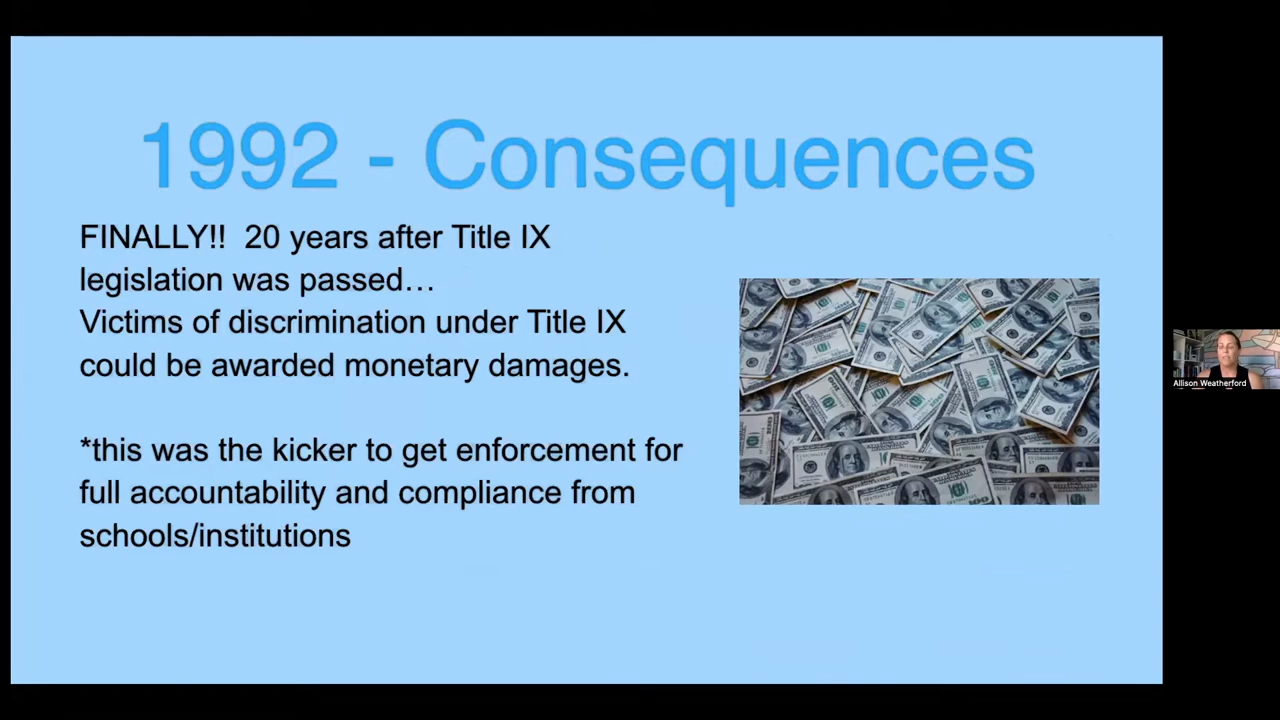 1992 - Consequences
FINALLY!!  20 years after Title IX
legislation was passed…
Victims of discrimination under Title IX
could be awarded monetary damages.
*this was the kicker to get enforcement for
full accountability and compliance from
schools/institutions
Allison Weatherford